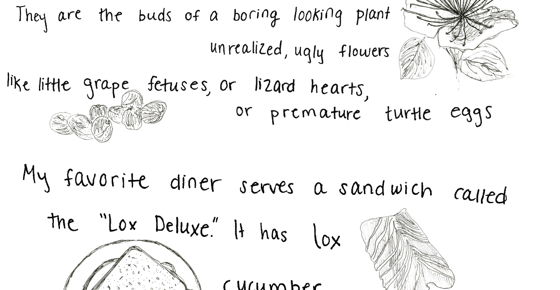 They are the buds of a boring looking plant
unrealized, ugly flowers
like little grape fetuses, or lizard hearts,
or premature turtle eggs
My favorite diner serves a sandwich called
the "Lox Deluxe." It has lox
cucumber